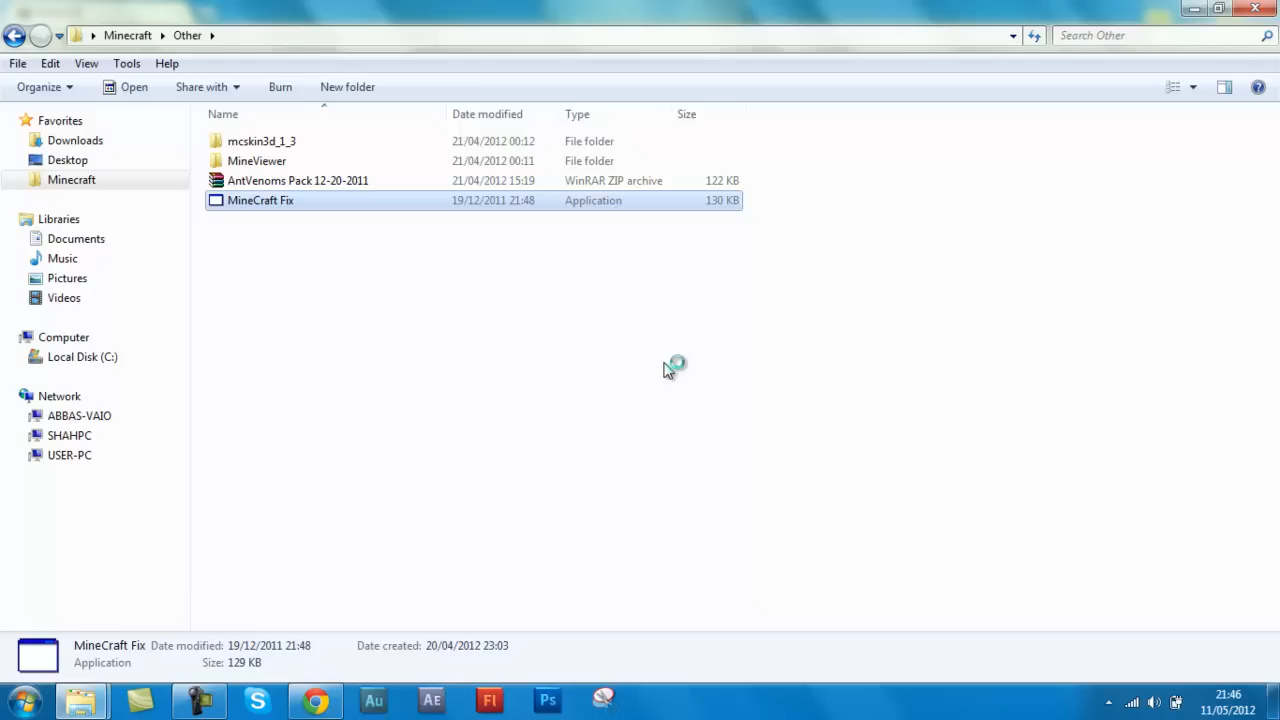 Minecraft Other
Search Other
File Edit View Tools Help
Organize Open Share with Burn New folder
Name Date modified Type Size
Favorites
Downloads
Desktop
Minecraft
Libraries
Documents
Music
Pictures
Videos
Computer
Local Disk (C:)
Network
ABBAS-VAIO
SHAHPC
USER-PC
mcskin3d_1_3 21/04/2012 00:12 File folder
MineViewer 21/04/2012 00:11 File folder
AntVenoms Pack 12-20-2011 21/04/2012 15:19 WinRAR ZIP archive 122 KB
MineCraft Fix 19/12/2011 21:48 Application 130 KB
MineCraft Fix Date modified: 19/12/2011 21:48 Date created: 20/04/2012 23:03
Application Size: 129 KB
Au AE Fl Ps
21:46
11/05/2012